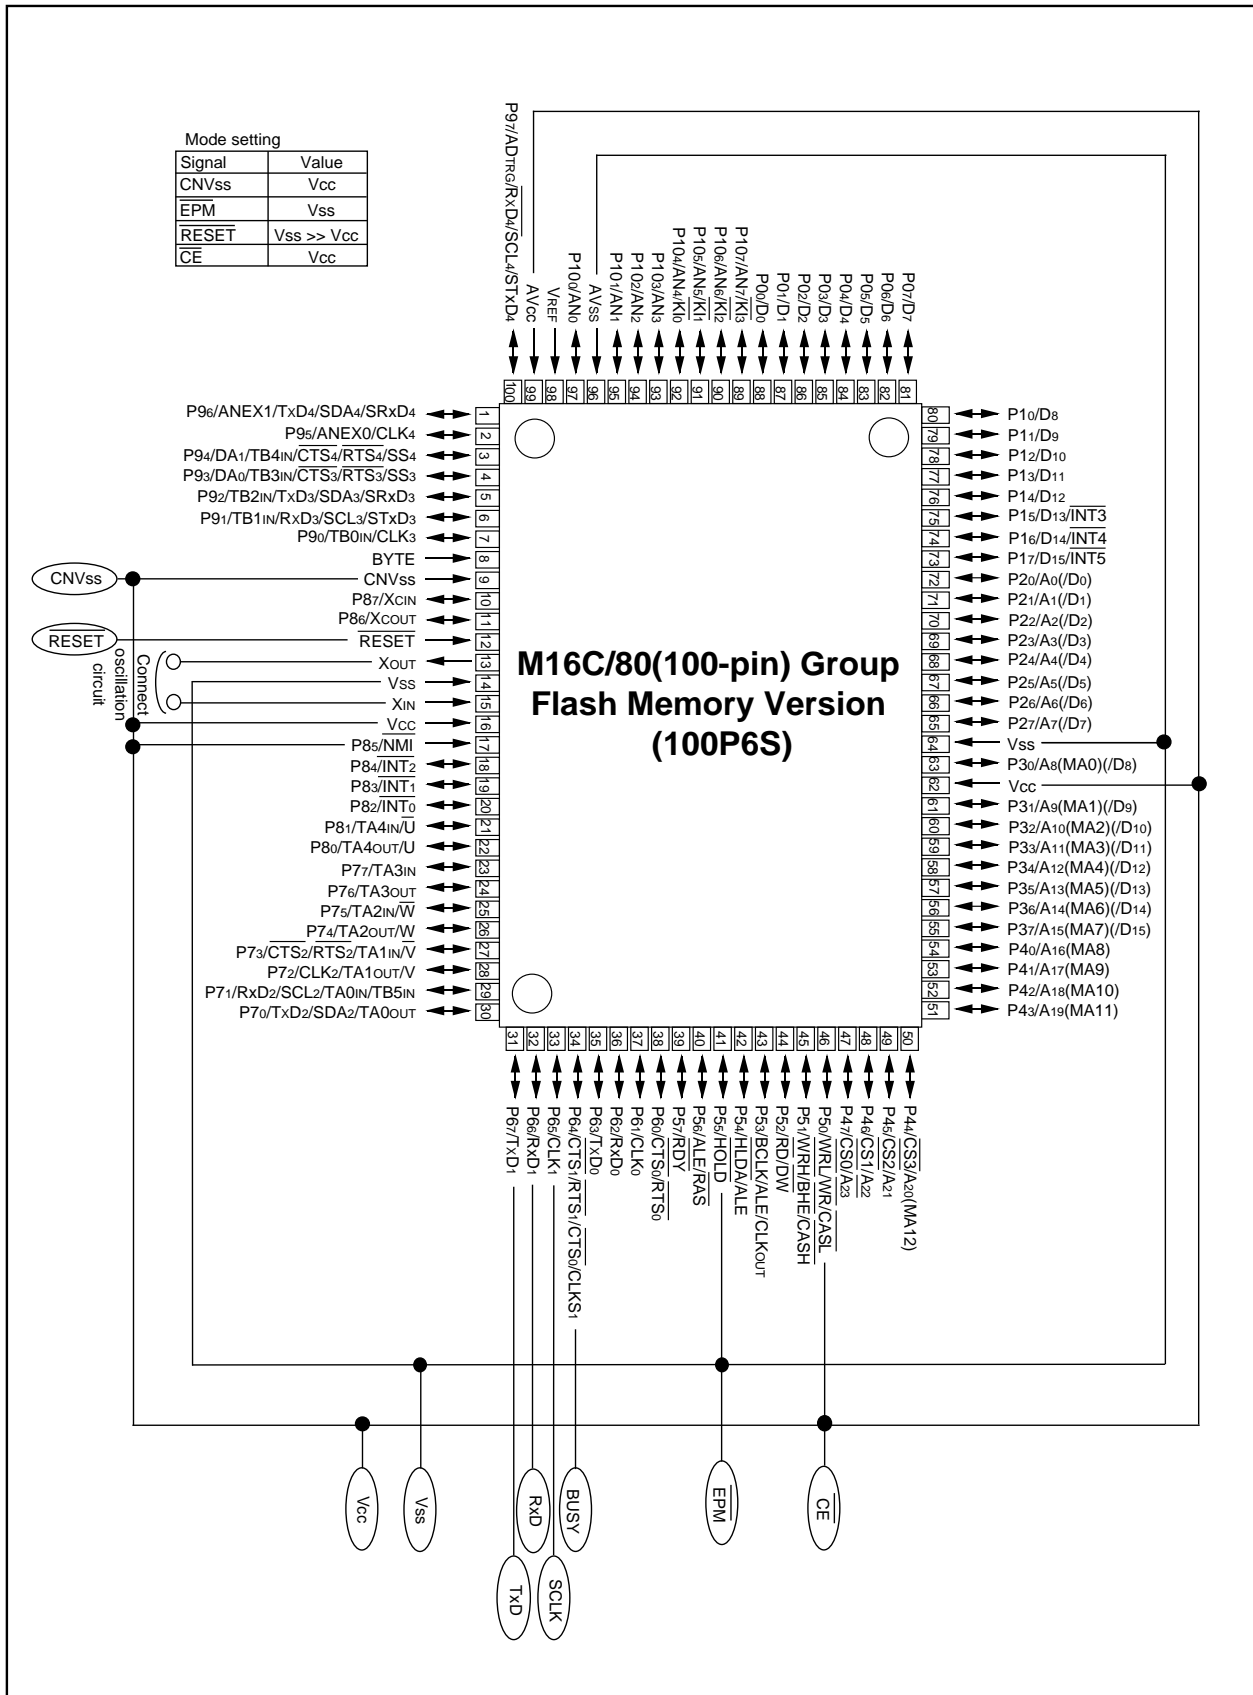 Mode setting
Signal Value
CNVss Vcc
EPM Vss
RESET Vss >> Vcc
CE Vcc
P97/ADTRG/RxD4/SCL4/STxD4
AVcc
VREF
P100/AN0
AVss
P101/AN1
P102/AN2
P103/AN3
P104/AN4/KI0
P105/AN5/KI1
P106/AN6/KI2
P107/AN7/KI3
P00/D0
P01/D1
P02/D2
P03/D3
P04/D4
P05/D5
P06/D6
P07/D7
100 99 98 97 96 95 94 93 92 91 90 89 88 87 86 85 84 83 82 81
P96/ANEX1/TxD4/SDA4/SRxD4 1
P95/ANEX0/CLK4 2
P94/DA1/TB4IN/CTS4/RTS4/SS4 3
P93/DA0/TB3IN/CTS3/RTS3/SS3 4
P92/TB2IN/TxD3/SDA3/SRxD3 5
P91/TB1IN/RxD3/SCL3/STxD3 6
P90/TB0IN/CLK3 7
BYTE 8
CNVss CNVss 9
P87/XCIN 10
P86/XCOUT 11
RESET RESET 12
XOUT 13
Vss 14
XIN 15
Connect
oscillation
circuit
Vcc 16
P85/NMI 17
P84/INT2 18
P83/INT1 19
P82/INT0 20
P81/TA4IN/U 21
P80/TA4OUT/U 22
P77/TA3IN 23
P76/TA3OUT 24
P75/TA2IN/W 25
P74/TA2OUT/W 26
P73/CTS2/RTS2/TA1IN/V 27
P72/CLK2/TA1OUT/V 28
P71/RxD2/SCL2/TA0IN/TB5IN 29
P70/TxD2/SDA2/TA0OUT 30
M16C/80(100-pin) Group
Flash Memory Version
(100P6S)
80 P10/D8
79 P11/D9
78 P12/D10
77 P13/D11
76 P14/D12
75 P15/D13/INT3
74 P16/D14/INT4
73 P17/D15/INT5
72 P20/A0(/D0)
71 P21/A1(/D1)
70 P22/A2(/D2)
69 P23/A3(/D3)
68 P24/A4(/D4)
67 P25/A5(/D5)
66 P26/A6(/D6)
65 P27/A7(/D7)
64 Vss
63 P30/A8(MA0)(/D8)
62 Vcc
61 P31/A9(MA1)(/D9)
60 P32/A10(MA2)(/D10)
59 P33/A11(MA3)(/D11)
58 P34/A12(MA4)(/D12)
57 P35/A13(MA5)(/D13)
56 P36/A14(MA6)(/D14)
55 P37/A15(MA7)(/D15)
54 P40/A16(MA8)
53 P41/A17(MA9)
52 P42/A18(MA10)
51 P43/A19(MA11)
31 32 33 34 35 36 37 38 39 40 41 42 43 44 45 46 47 48 49 50
P67/TxD1
P66/RxD1
P65/CLK1
P64/CTS1/RTS1/CTS0/CLKS1
P63/TxD0
P62/RxD0
P61/CLK0
P60/CTS0/RTS0
P57/RDY
P56/ALE/RAS
P55/HOLD
P54/HLDA/ALE
P53/BCLK/ALE/CLKOUT
P52/RD/DW
P51/WRH/BHE/CASH
P50/WRL/WR/CASL
P47/CS0/A23
P46/CS1/A22
P45/CS2/A21
P44/CS3/A20(MA12)
Vcc
Vss
RxD
BUSY
EPM
CE
TxD
SCLK